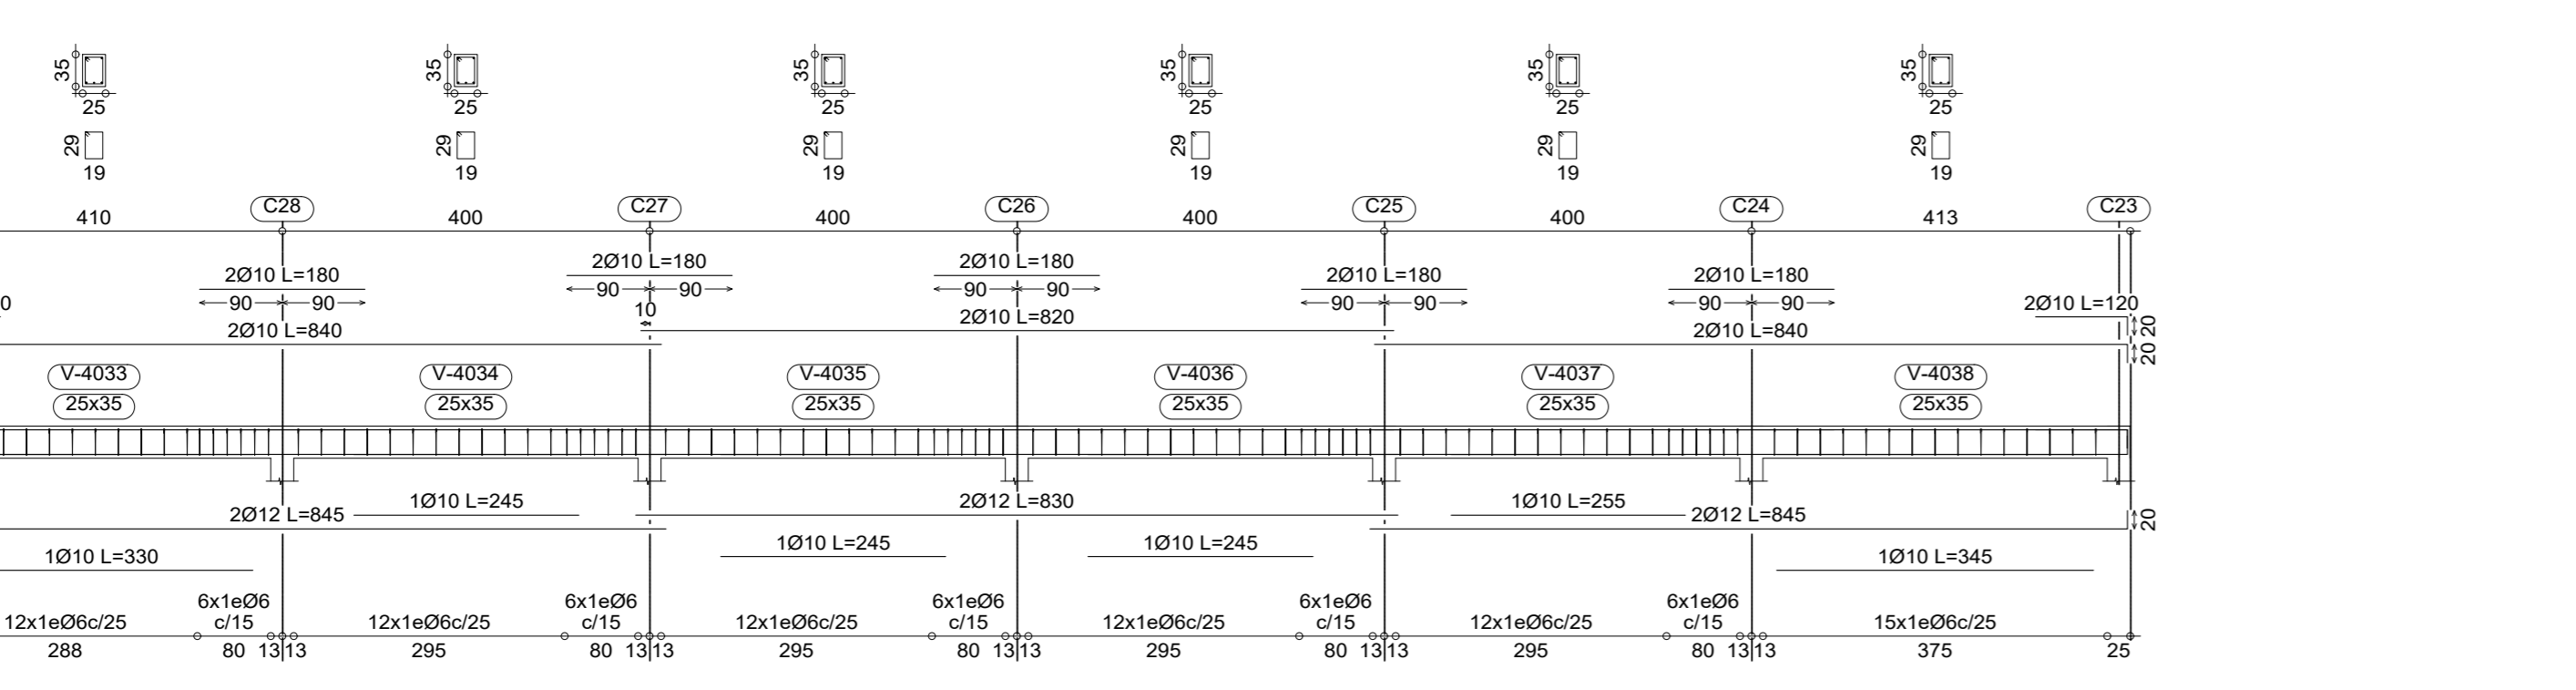 35 35 35 35 35 35
25 25 25 25 25 25
29 29 29 29 29 29
19 19 19 19 19 19
C28 C27 C26 C25 C24 C23
410 400 400 400 400 413
2Ø10 L=180 2Ø10 L=180
2Ø10 L=180 2Ø10 L=180 2Ø10 L=180
90 90 90 90
0 90 90 90 90 90 90 2Ø10 L=120
10 2Ø10 L=820 20
2Ø10 L=840 2Ø10 L=840
20
V-4033 V-4034 V-4035 V-4036 V-4037 V-4038
25x35 25x35 25x35 25x35 25x35 25x35
1Ø10 L=245 2Ø12 L=830 1Ø10 L=255
2Ø12 L=845 2Ø12 L=845 20
1Ø10 L=245 1Ø10 L=245
1Ø10 L=330 1Ø10 L=345
6x1eØ6 6x1eØ6 6x1eØ6 6x1eØ6 6x1eØ6
12x1eØ6c/25 c/15 12x1eØ6c/25 c/15 12x1eØ6c/25 c/15 12x1eØ6c/25 c/15 12x1eØ6c/25 c/15 15x1eØ6c/25
288 80 13 13 295 80 13 13 295 80 13 13 295 80 13 13 295 80 13 13 375 25